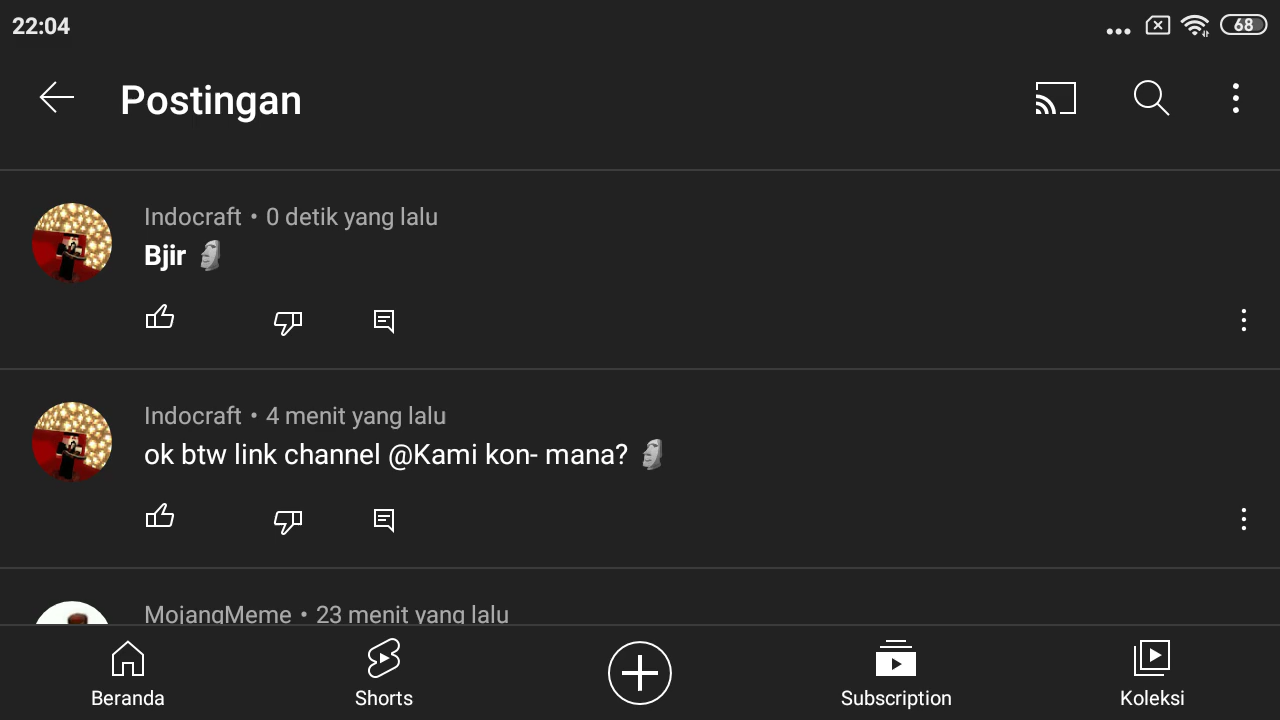 22:04
68
Postingan
Indocraft • 0 detik yang lalu
Bjir 🗿
Indocraft • 4 menit yang lalu
ok btw link channel @Kami kon- mana? 🗿
MojangMeme • 23 menit yang lalu
Beranda
Shorts
Subscription
Koleksi